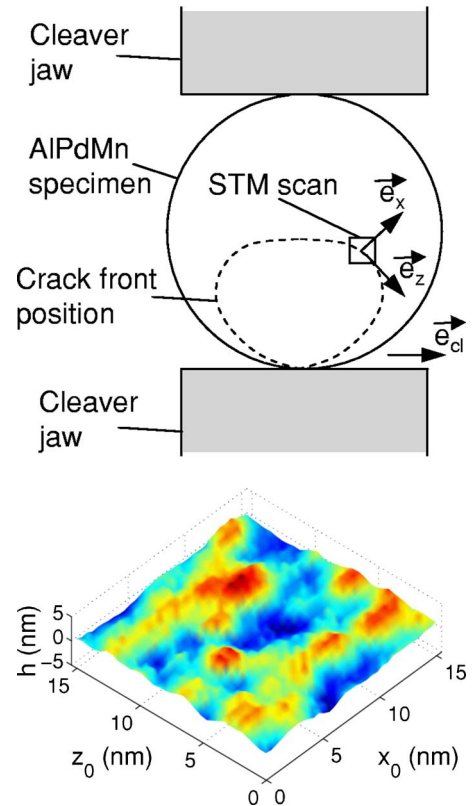 Cleaver
jaw
AlPdMn
specimen
STM scan
e_x
e_z
Crack front
position
e_cl
Cleaver
jaw
h (nm)
5
0
−5
15
10
5
0
z_0 (nm)
0
5
10
15
x_0 (nm)